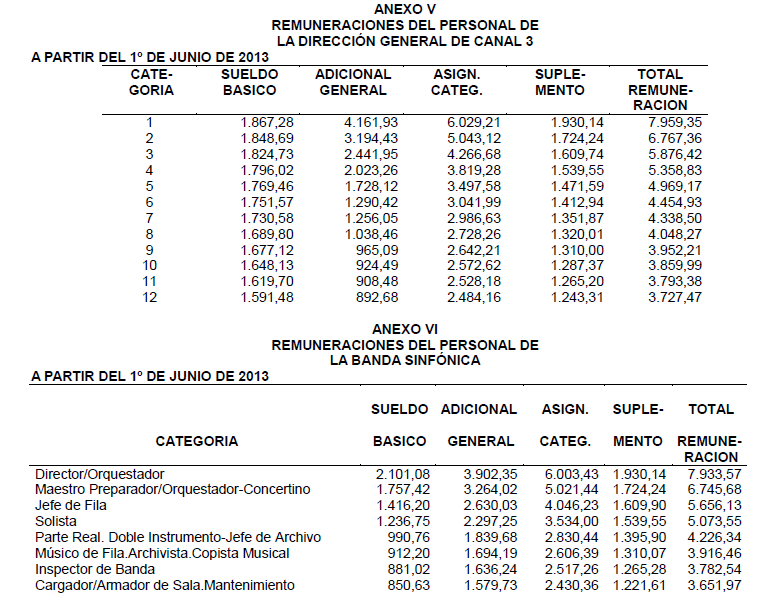 ANEXO V
REMUNERACIONES DEL PERSONAL DE
LA DIRECCIÓN GENERAL DE CANAL 3
A PARTIR DEL 1º DE JUNIO DE 2013
CATE- SUELDO ADICIONAL ASIGN. SUPLE- TOTAL
GORIA BASICO GENERAL CATEG. MENTO REMUNE-
RACION
1 1.867,28 4.161,93 6.029,21 1.930,14 7.959,35
2 1.848,69 3.194,43 5.043,12 1.724,24 6.767,36
3 1.824,73 2.441,95 4.266,68 1.609,74 5.876,42
4 1.796,02 2.023,26 3.819,28 1.539,55 5.358,83
5 1.769,46 1.728,12 3.497,58 1.471,59 4.969,17
6 1.751,57 1.290,42 3.041,99 1.412,94 4.454,93
7 1.730,58 1.256,05 2.986,63 1.351,87 4.338,50
8 1.689,80 1.038,46 2.728,26 1.320,01 4.048,27
9 1.677,12 965,09 2.642,21 1.310,00 3.952,21
10 1.648,13 924,49 2.572,62 1.287,37 3.859,99
11 1.619,70 908,48 2.528,18 1.265,20 3.793,38
12 1.591,48 892,68 2.484,16 1.243,31 3.727,47
ANEXO VI
REMUNERACIONES DEL PERSONAL DE
LA BANDA SINFÓNICA
A PARTIR DEL 1º DE JUNIO DE 2013
SUELDO ADICIONAL ASIGN. SUPLE- TOTAL
CATEGORIA BASICO GENERAL CATEG. MENTO REMUNE-
RACION
Director/Orquestador 2.101,08 3.902,35 6.003,43 1.930,14 7.933,57
Maestro Preparador/Orquestador-Concertino 1.757,42 3.264,02 5.021,44 1.724,24 6.745,68
Jefe de Fila 1.416,20 2.630,03 4.046,23 1.609,90 5.656,13
Solista 1.236,75 2.297,25 3.534,00 1.539,55 5.073,55
Parte Real. Doble Instrumento-Jefe de Archivo 990,76 1.839,68 2.830,44 1.395,90 4.226,34
Músico de Fila.Archivista.Copista Musical 912,20 1.694,19 2.606,39 1.310,07 3.916,46
Inspector de Banda 881,02 1.636,24 2.517,26 1.265,28 3.782,54
Cargador/Armador de Sala.Mantenimiento 850,63 1.579,73 2.430,36 1.221,61 3.651,97